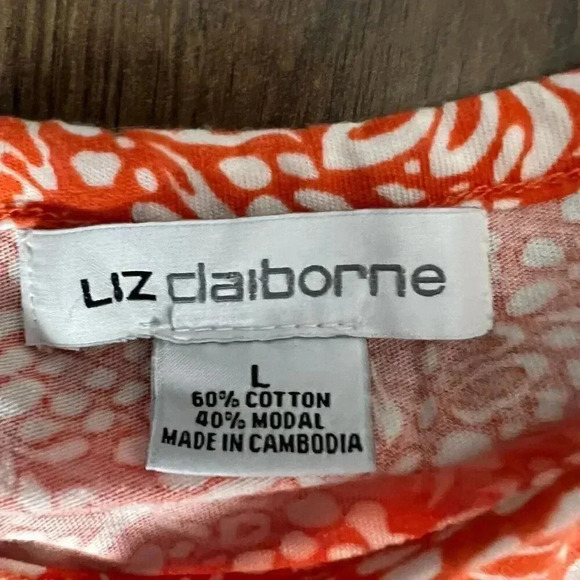 LIZ claiborne
L
60% COTTON
40% MODAL
MADE IN CAMBODIA